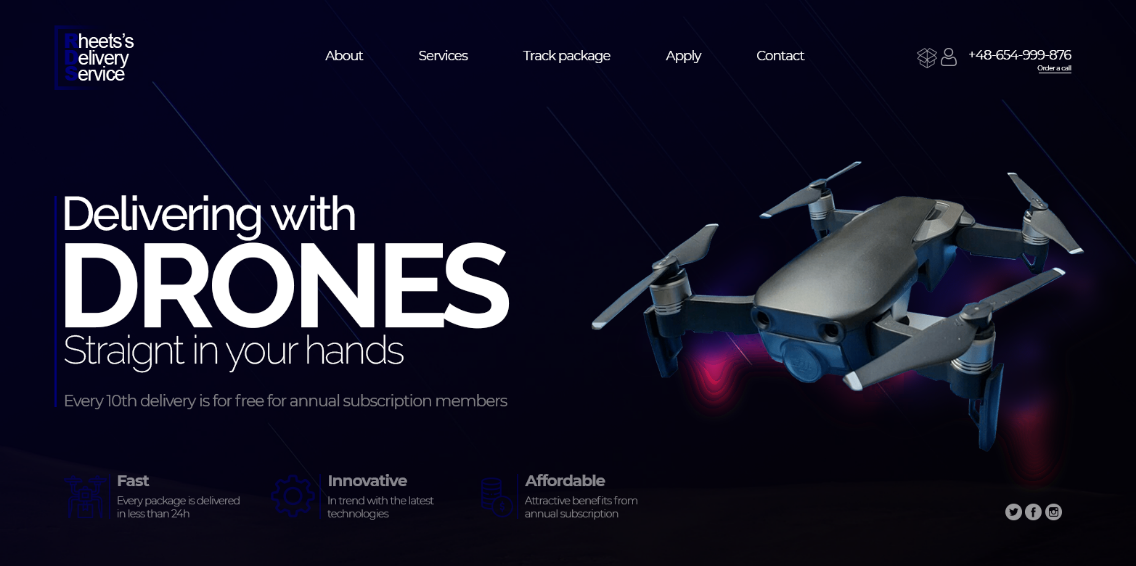 Rheets's
Delivery
Service
About
Services
Track package
Apply
Contact
+48-654-999-876
Order a call
Delivering with
DRONES
Straignt in your hands
Every 10th delivery is for free for annual subscription members
Fast
Every package is delivered
in less than 24h
Innovative
In trend with the latest
technologies
Affordable
Attractive benefits from
annual subscription